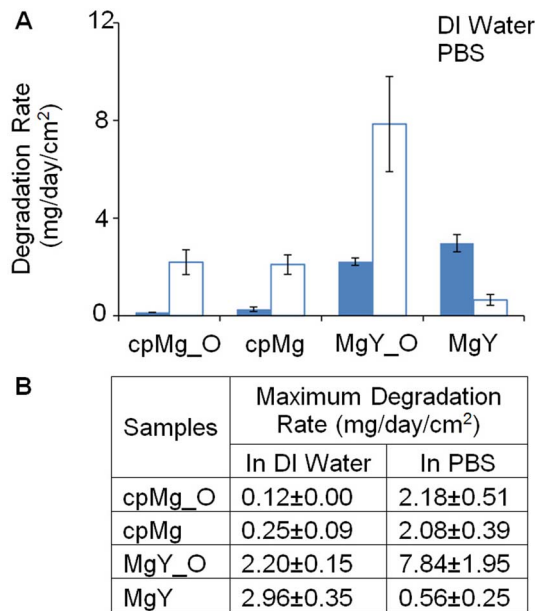 A
12
8
4
0
Degradation Rate
(mg/day/cm²)
DI Water
PBS
cpMg_O cpMg MgY_O MgY
B
Samples
Maximum Degradation
Rate (mg/day/cm²)
In DI Water In PBS
cpMg_O 0.12±0.00 2.18±0.51
cpMg 0.25±0.09 2.08±0.39
MgY_O 2.20±0.15 7.84±1.95
MgY 2.96±0.35 0.56±0.25